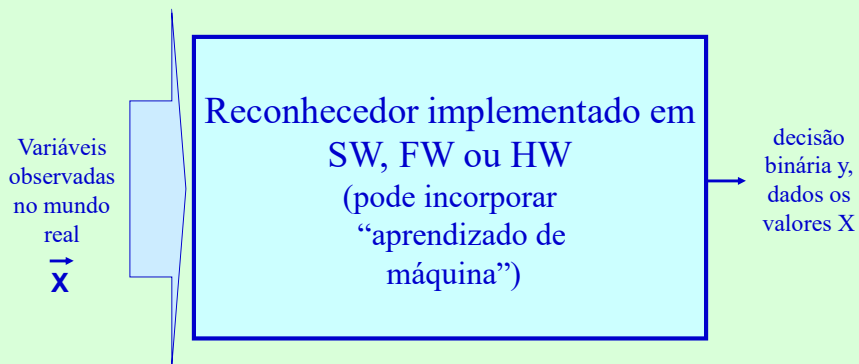 Variáveis
observadas
no mundo
real
X
Reconhecedor implementado em
SW, FW ou HW
(pode incorporar
“aprendizado de
máquina”)
decisão
binária y,
dados os
valores X